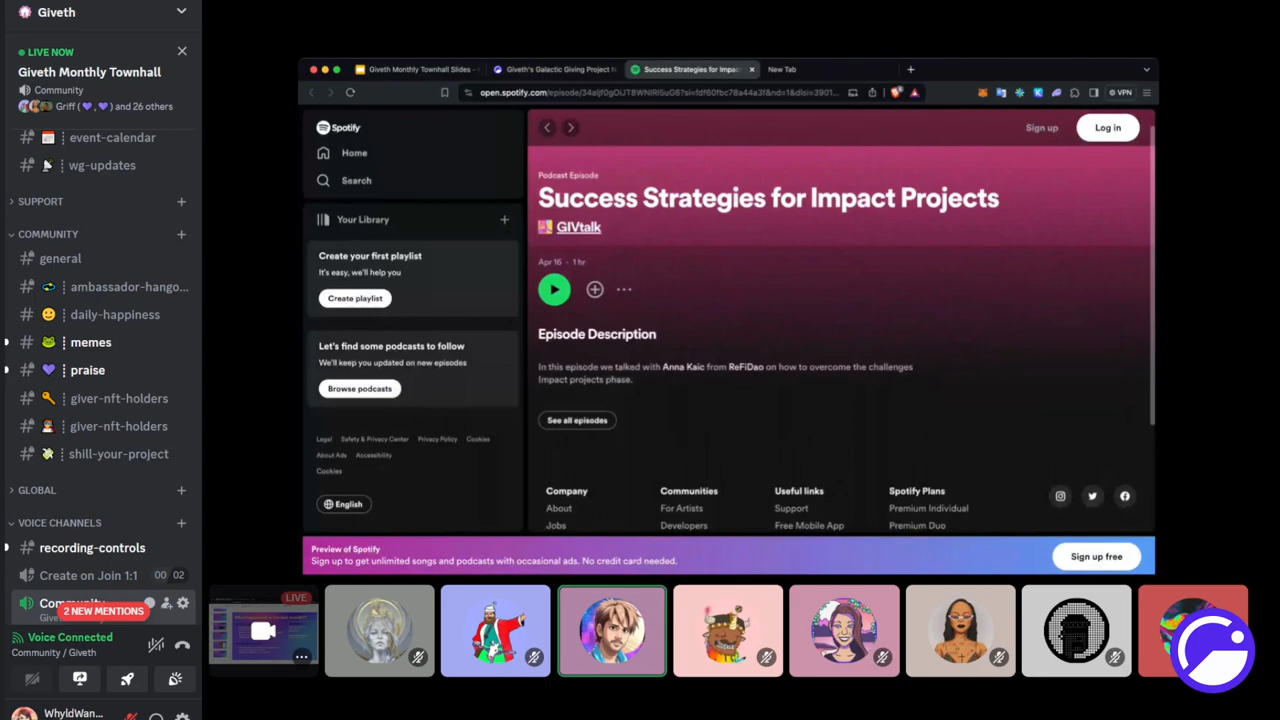 Giveth
LIVE NOW
Giveth Monthly Townhall
Community
Griff (💜,💜) and 26 others
# event-calendar
# wg-updates
SUPPORT
COMMUNITY
general
ambassador-hango...
daily-happiness
memes
praise
giver-nft-holders
giver-nft-holders
shill-your-project
GLOBAL
VOICE CHANNELS
recording-controls
Create on Join 1:1 00 02
2 NEW MENTIONS
Voice Connected
Community / Giveth
WhyldWan...
Giveth Monthly Townhall Slides -
Giveth's Galactic Giving Project
Success Strategies for Impac
New Tab
VPN
Spotify
Home
Search
Your Library
Create your first playlist
It's easy, we'll help you
Create playlist
Let's find some podcasts to follow
We'll keep you updated on new episodes
Browse podcasts
Legal Safety & Privacy Center Privacy Policy Cookies
About Ads Accessibility
Cookies
English
Sign up
Log in
Podcast Episode
Success Strategies for Impact Projects
GIVtalk
Apr 16 · 1 hr
Episode Description
In this episode we talked with Anna Kaic from ReFiDao on how to overcome the challenges
Impact projects phase.
See all episodes
Company Communities Useful links Spotify Plans
About For Artists Support Premium Individual
Jobs Developers Free Mobile App Premium Duo
Preview of Spotify
Sign up to get unlimited songs and podcasts with occasional ads. No credit card needed.
Sign up free
LIVE